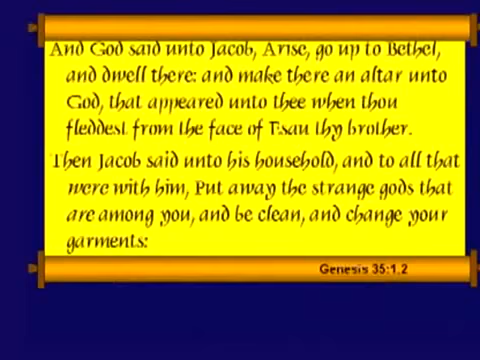 And God said unto Jacob, Arise, go up to Bethel,
and dwell there: and make there an altar unto
God, that appeared unto thee when thou
fleddest from the face of Esau thy brother.
Then Jacob said unto his household, and to all that
were with him, Put away the strange gods that
are among you, and be clean, and change your
garments:
Genesis 35:1,2